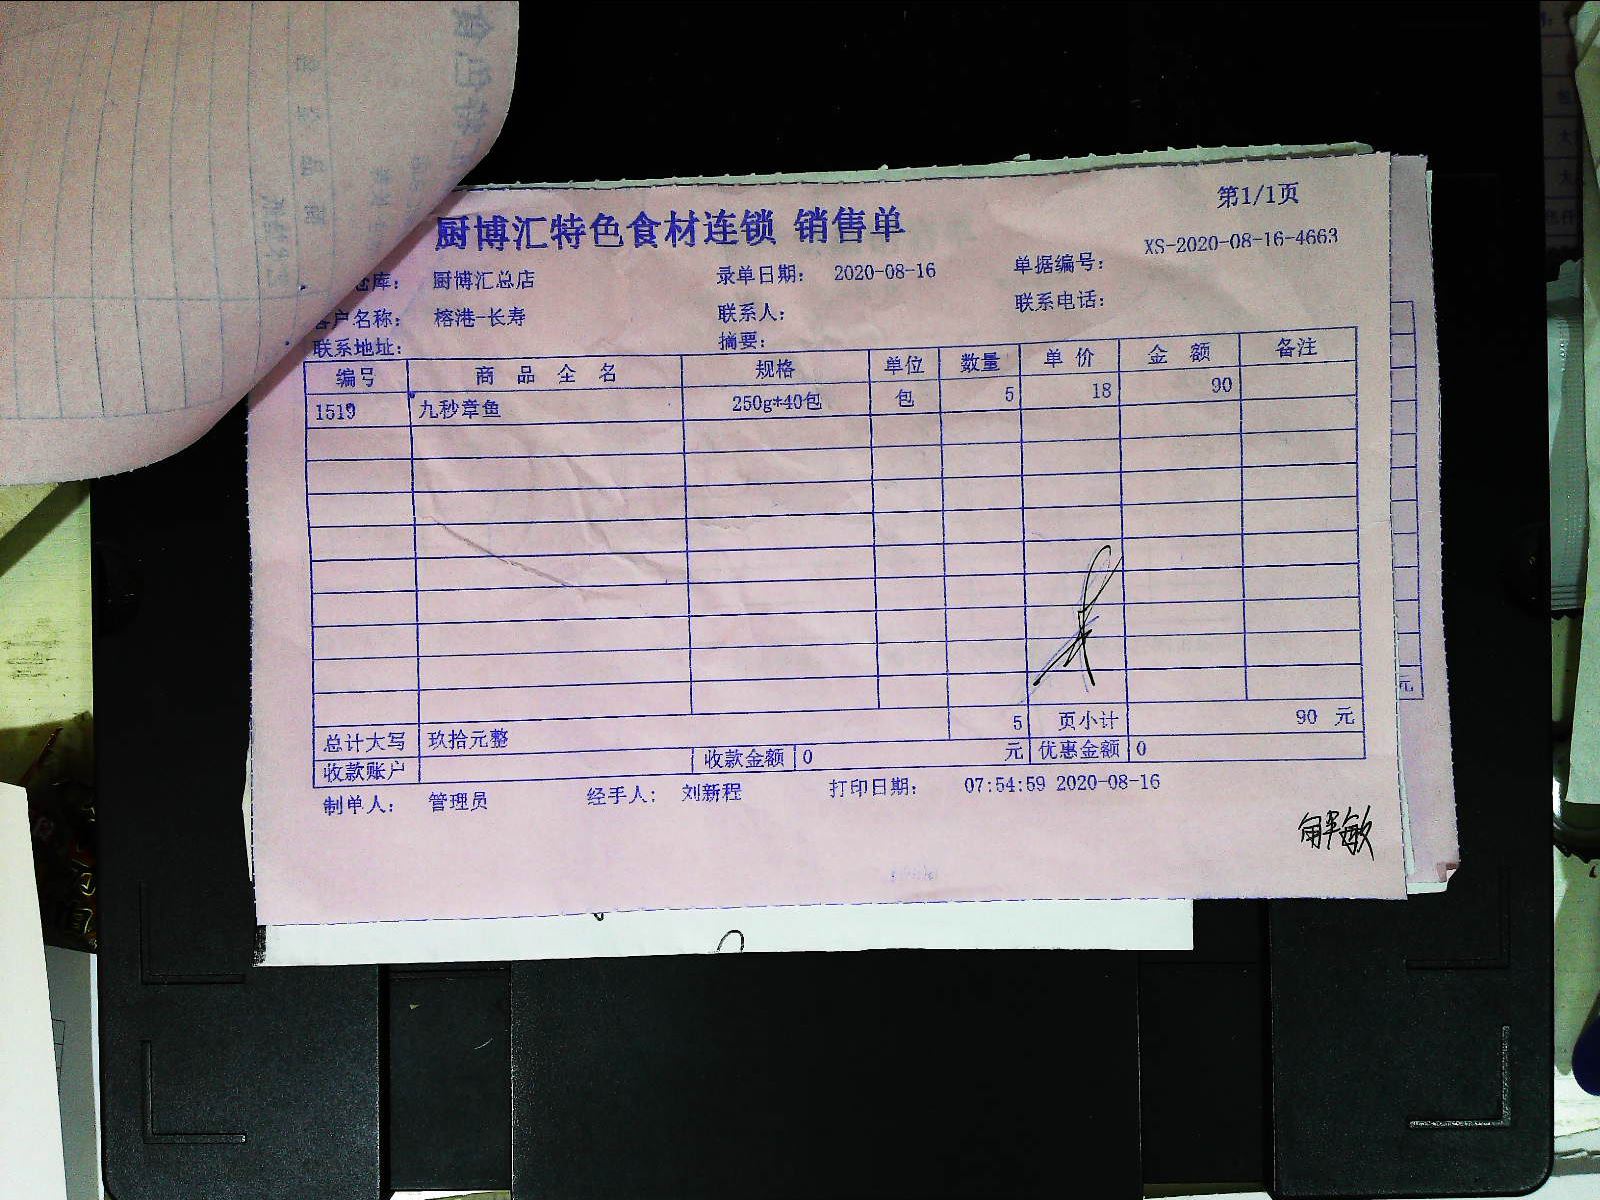 第1/1页
厨博汇特色食材连锁 销售单
库： 厨博汇总店 录单日期： 2020-08-16 单据编号： XS-2020-08-16-4663
客户名称： 榕港-长寿 联系人： 联系电话：
联系地址： 摘要：
编号 商品全名 规格 单位 数量 单价 金额 备注
1519 九秒章鱼 250g*40包 包 5 18 90
5 页小计 90 元
总计大写 玖拾元整
收款账户 收款金额 0 元 优惠金额 0
制单人： 管理员 经手人： 刘新程 打印日期： 07:54:59 2020-08-16
元